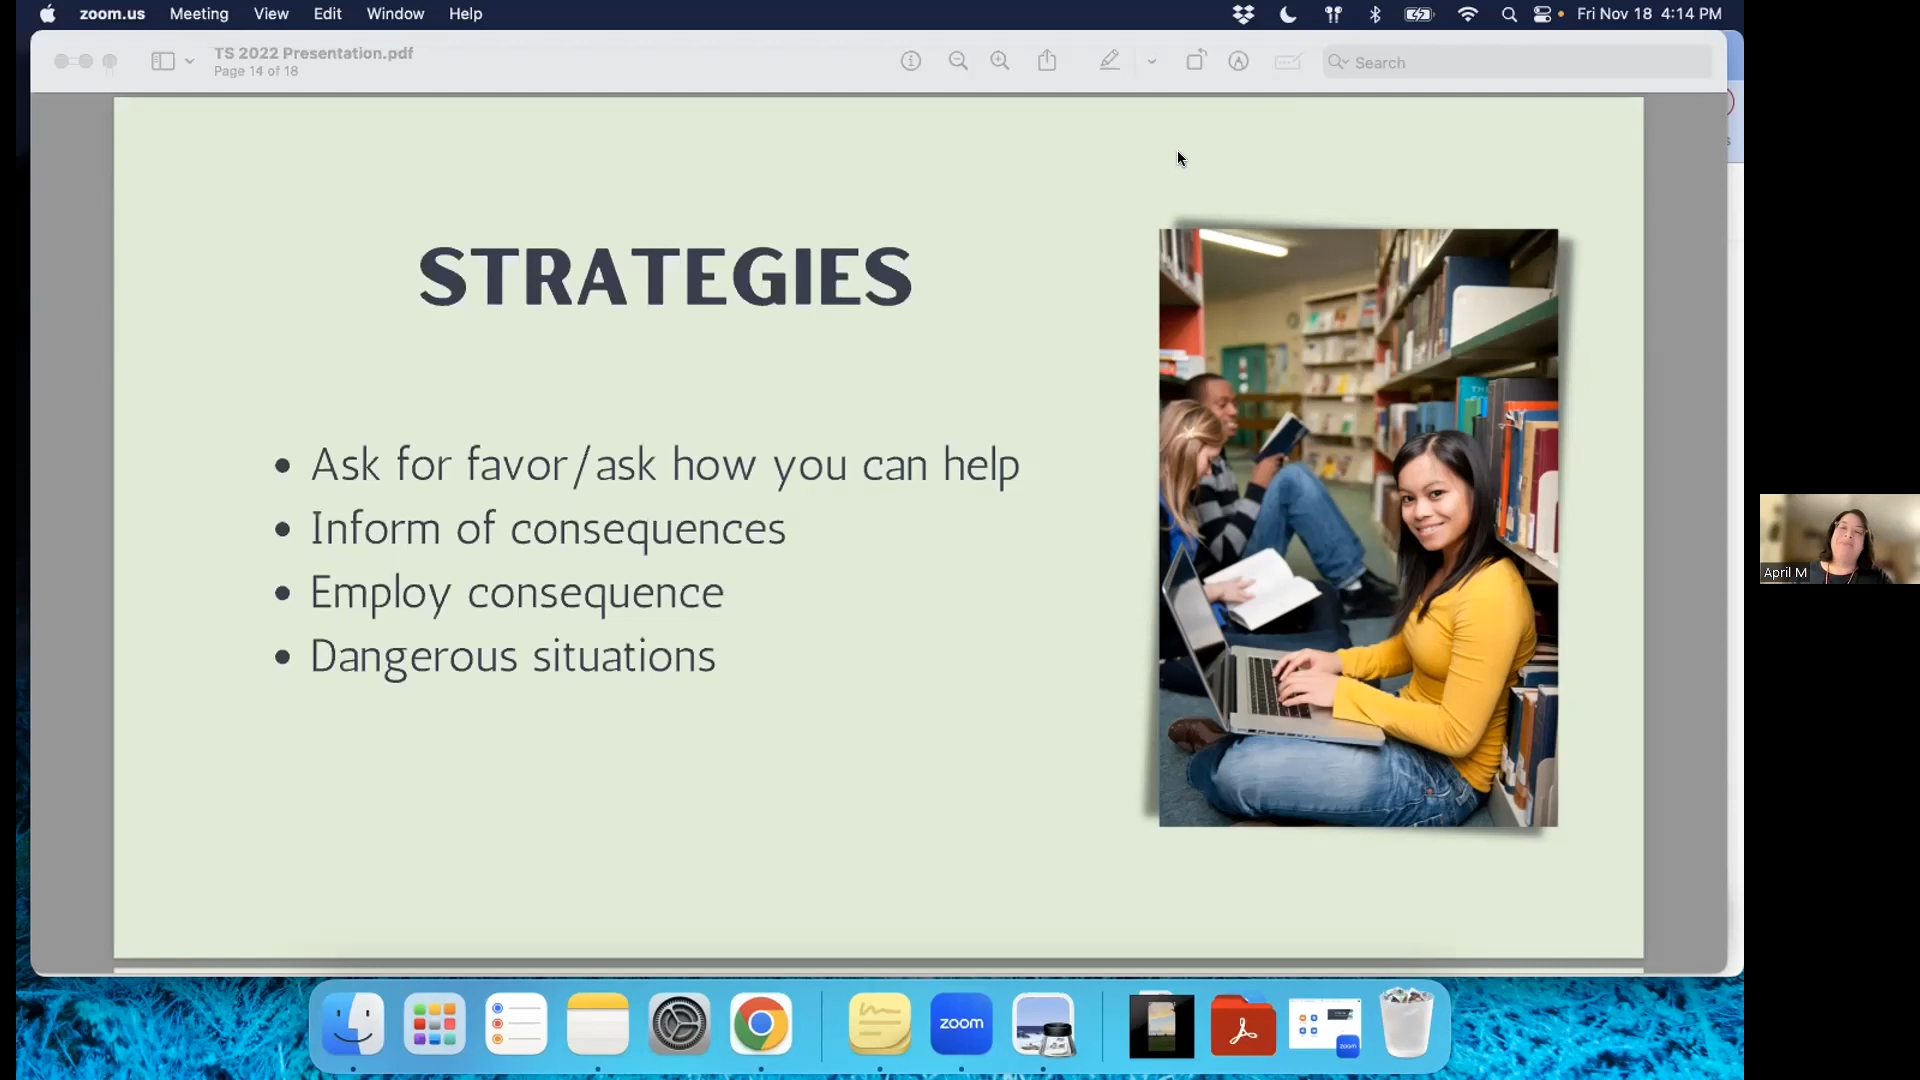 zoom.us Meeting View Edit Window Help Fri Nov 18 4:14 PM
TS 2022 Presentation.pdf
Page 14 of 18
Search
STRATEGIES
• Ask for favor/ask how you can help
• Inform of consequences
• Employ consequence
• Dangerous situations
April M
zoom
zoom